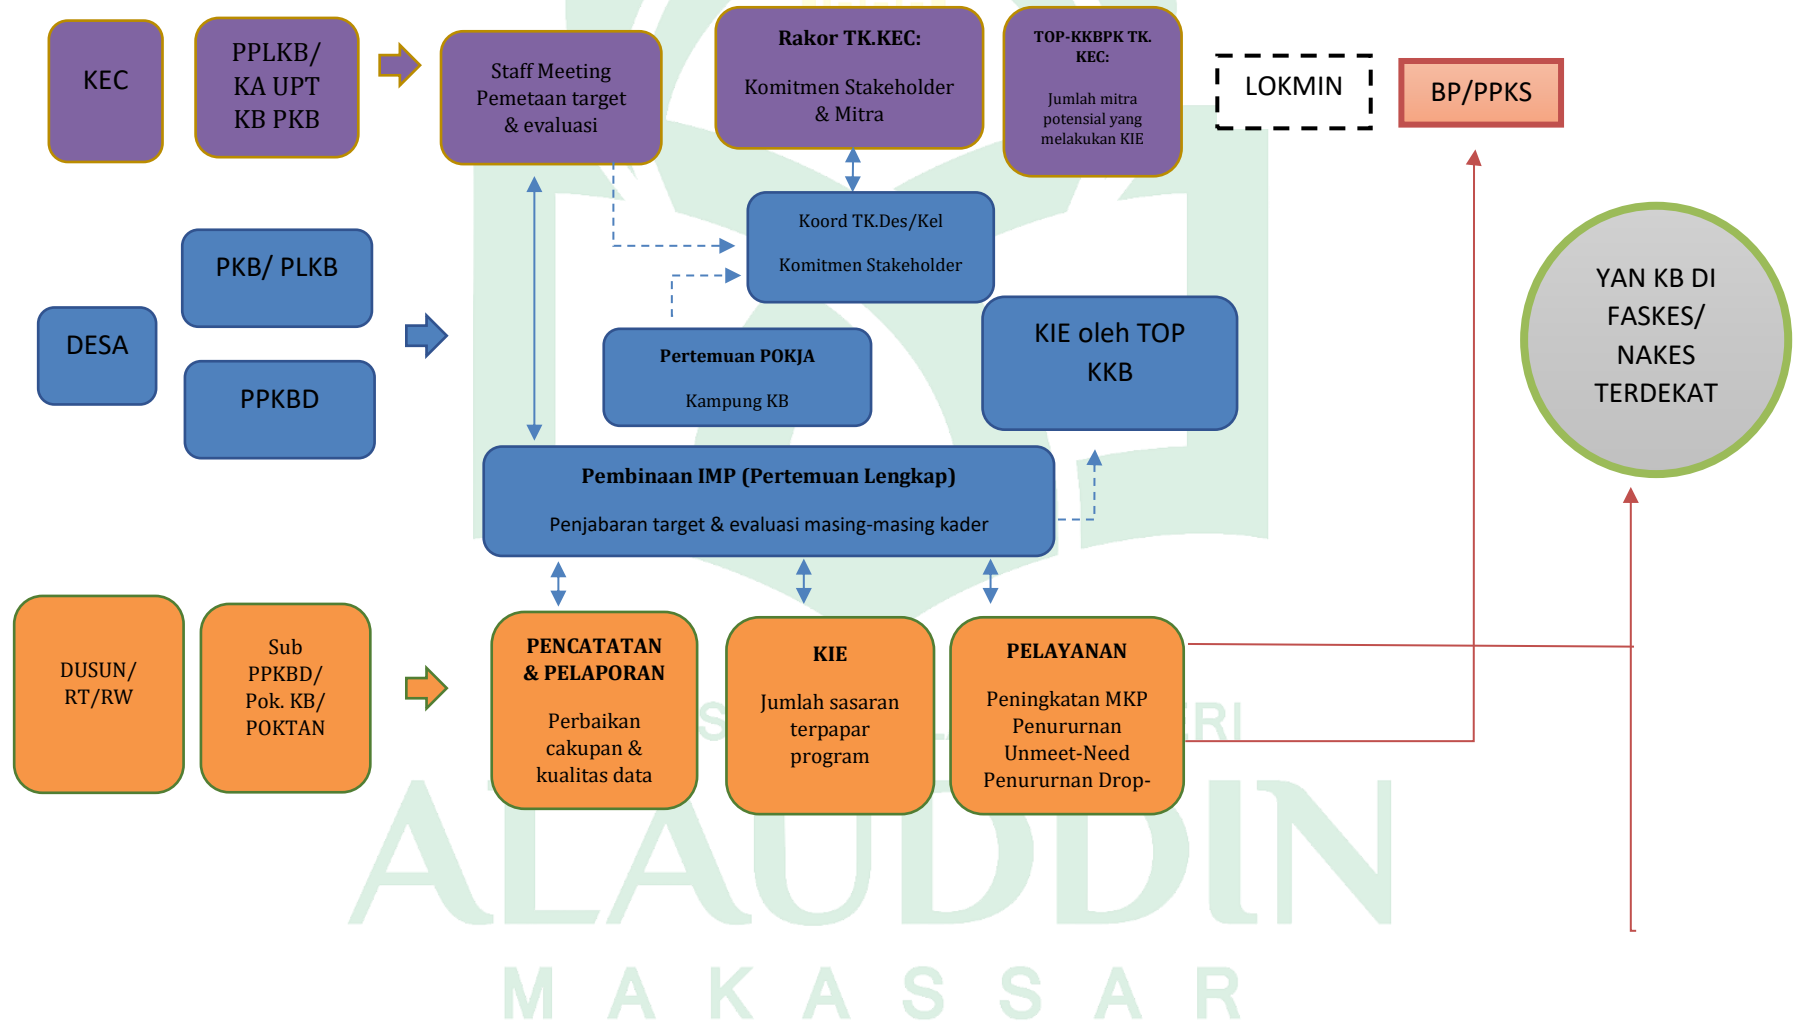 KEC
PPLKB/
KA UPT
KB PKB
Staff Meeting
Pemetaan target
& evaluasi
Rakor TK.KEC:
Komitmen Stakeholder
& Mitra
TOP-KKBPK TK.
KEC:
Jumlah mitra
potensial yang
melakukan KIE
LOKMIN
BP/PPKS
DESA
PKB/ PLKB
PPKBD
Koord TK.Des/Kel
Komitmen Stakeholder
Pertemuan POKJA
Kampung KB
KIE oleh TOP
KKB
YAN KB DI
FASKES/
NAKES
TERDEKAT
Pembinaan IMP (Pertemuan Lengkap)
Penjabaran target & evaluasi masing-masing kader
DUSUN/
RT/RW
Sub
PPKBD/
Pok. KB/
POKTAN
PENCATATAN
& PELAPORAN
Perbaikan
cakupan &
kualitas data
KIE
Jumlah sasaran
terpapar
program
PELAYANAN
Peningkatan MKP
Penururnan
Unmeet-Need
Penururnan Drop-
ALAUDDIN
MAKASSAR